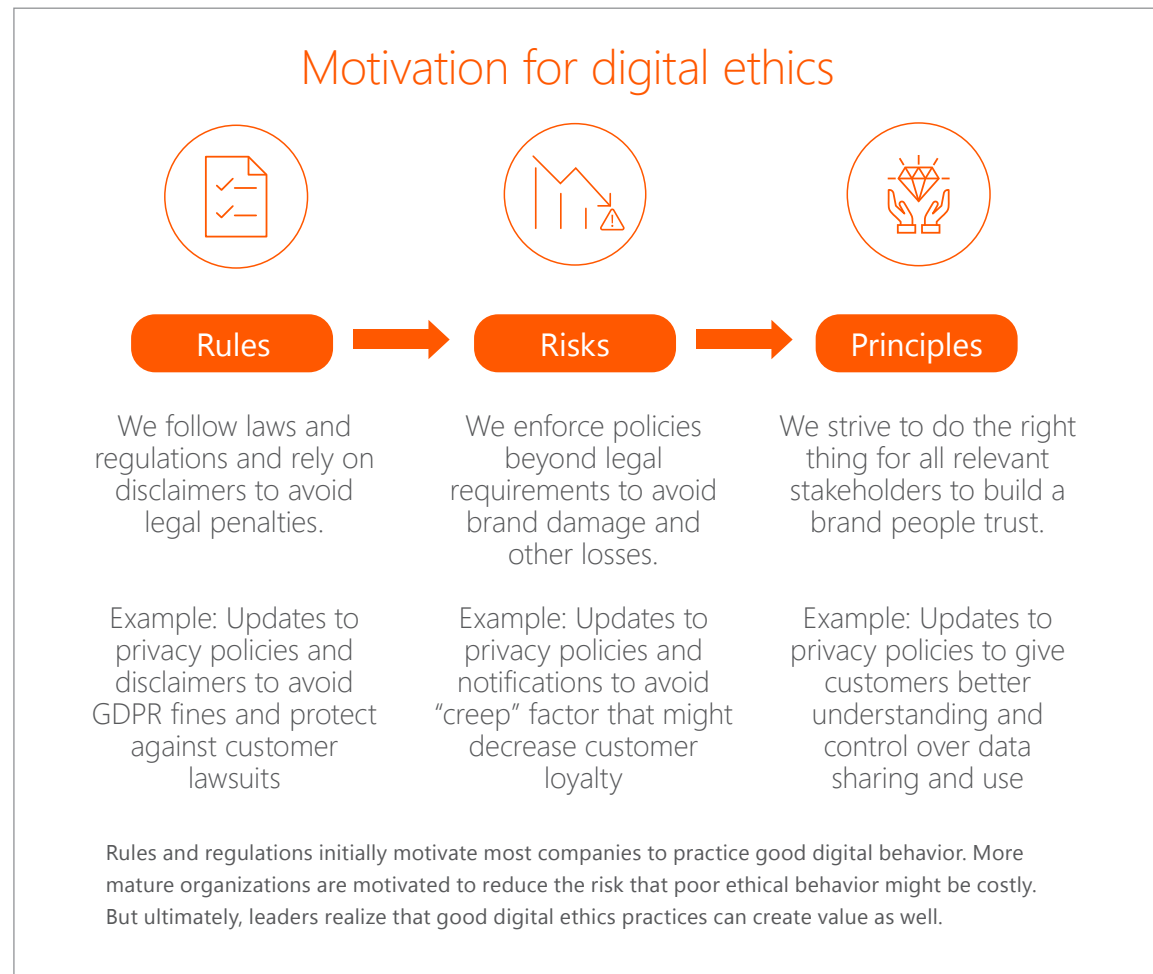 Motivation for digital ethics
Rules
Risks
Principles
We follow laws and
regulations and rely on
disclaimers to avoid
legal penalties.
We enforce policies
beyond legal
requirements to avoid
brand damage and
other losses.
We strive to do the right
thing for all relevant
stakeholders to build a
brand people trust.
Example: Updates to
privacy policies and
disclaimers to avoid
GDPR fines and protect
against customer
lawsuits
Example: Updates to
privacy policies and
notifications to avoid
“creep” factor that might
decrease customer
loyalty
Example: Updates to
privacy policies to give
customers better
understanding and
control over data
sharing and use
Rules and regulations initially motivate most companies to practice good digital behavior. More
mature organizations are motivated to reduce the risk that poor ethical behavior might be costly.
But ultimately, leaders realize that good digital ethics practices can create value as well.